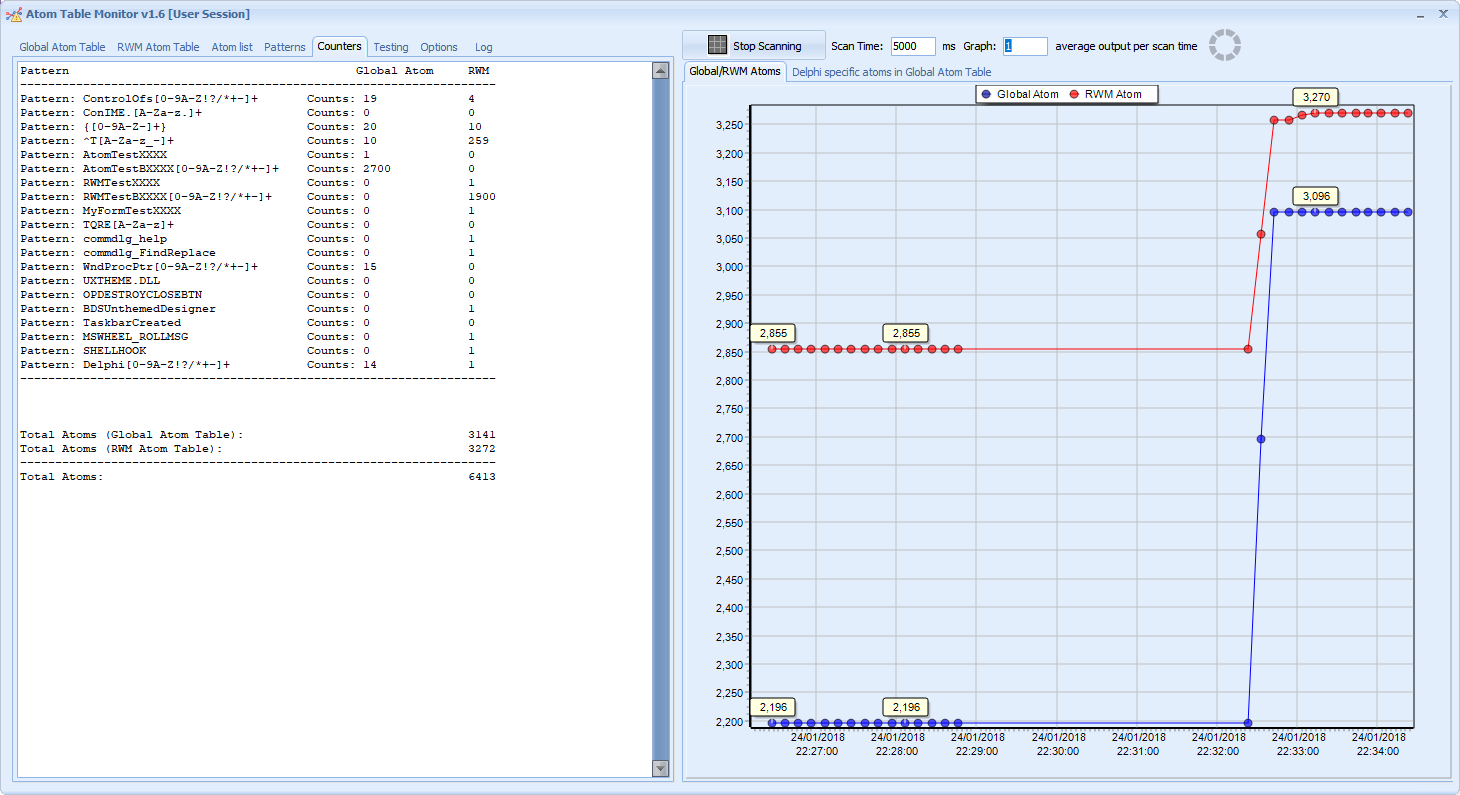 Atom Table Monitor v1.6 [User Session]
Global Atom Table RWM Atom Table Atom list Patterns Counters Testing Options Log
Pattern Global Atom RWM
--------------------------------------------------------------------
Pattern: ControlOfs[0-9A-Z!?/*+-]+ Counts: 19 4
Pattern: ConIME.[A-Za-z.]+ Counts: 0 0
Pattern: {[0-9A-Z-]+} Counts: 20 10
Pattern: ^T[A-Za-z_-]+ Counts: 10 259
Pattern: AtomTestXXXX Counts: 1 0
Pattern: AtomTestBXXXX[0-9A-Z!?/*+-]+ Counts: 2700 0
Pattern: RWMTestXXXX Counts: 0 1
Pattern: RWMTestBXXXX[0-9A-Z!?/*+-]+ Counts: 0 1900
Pattern: MyFormTestXXXX Counts: 0 1
Pattern: TQRE[A-Za-z]+ Counts: 0 0
Pattern: commdlg_help Counts: 0 1
Pattern: commdlg_FindReplace Counts: 0 1
Pattern: WndProcPtr[0-9A-Z!?/*+-]+ Counts: 15 0
Pattern: UXTHEME.DLL Counts: 0 0
Pattern: OPDESTROYCLOSEBTN Counts: 0 0
Pattern: BDSUnthemedDesigner Counts: 0 1
Pattern: TaskbarCreated Counts: 0 0
Pattern: MSWHEEL_ROLLMSG Counts: 0 1
Pattern: SHELLHOOK Counts: 0 1
Pattern: Delphi[0-9A-Z!?/*+-]+ Counts: 14 1
--------------------------------------------------------------------
Total Atoms (Global Atom Table): 3141
Total Atoms (RWM Atom Table): 3272
--------------------------------------------------------------------
Total Atoms: 6413
Stop Scanning Scan Time: 5000 ms Graph: 1 average output per scan time
Global/RWM Atoms Delphi specific atoms in Global Atom Table
Global Atom RWM Atom
3,270
3,250
3,200
3,150
3,096
3,100
3,050
3,000
2,950
2,900
2,855 2,855
2,850
2,800
2,750
2,700
2,650
2,600
2,550
2,500
2,450
2,400
2,350
2,300
2,250
2,196 2,196
2,200
24/01/2018 24/01/2018 24/01/2018 24/01/2018 24/01/2018 24/01/2018 24/01/2018 24/01/2018
22:27:00 22:28:00 22:29:00 22:30:00 22:31:00 22:32:00 22:33:00 22:34:00